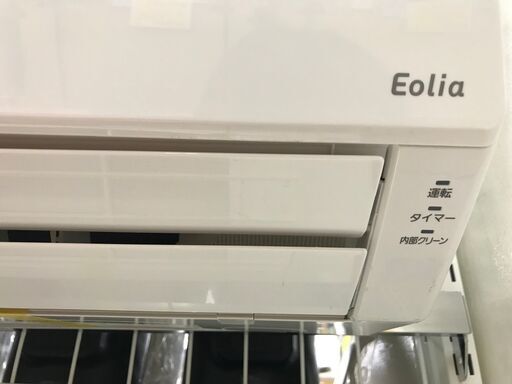 Eolia
運転
タイマー
内部クリーン